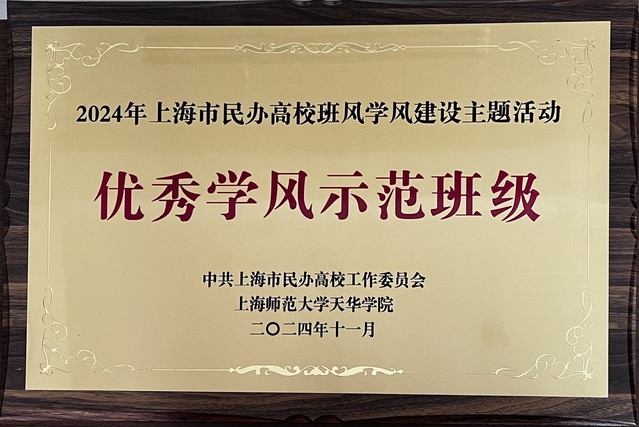 2024年上海市民办高校班风学风建设主题活动
优秀学风示范班级
中共上海市民办高校工作委员会
上海师范大学天华学院
二〇二四年十一月